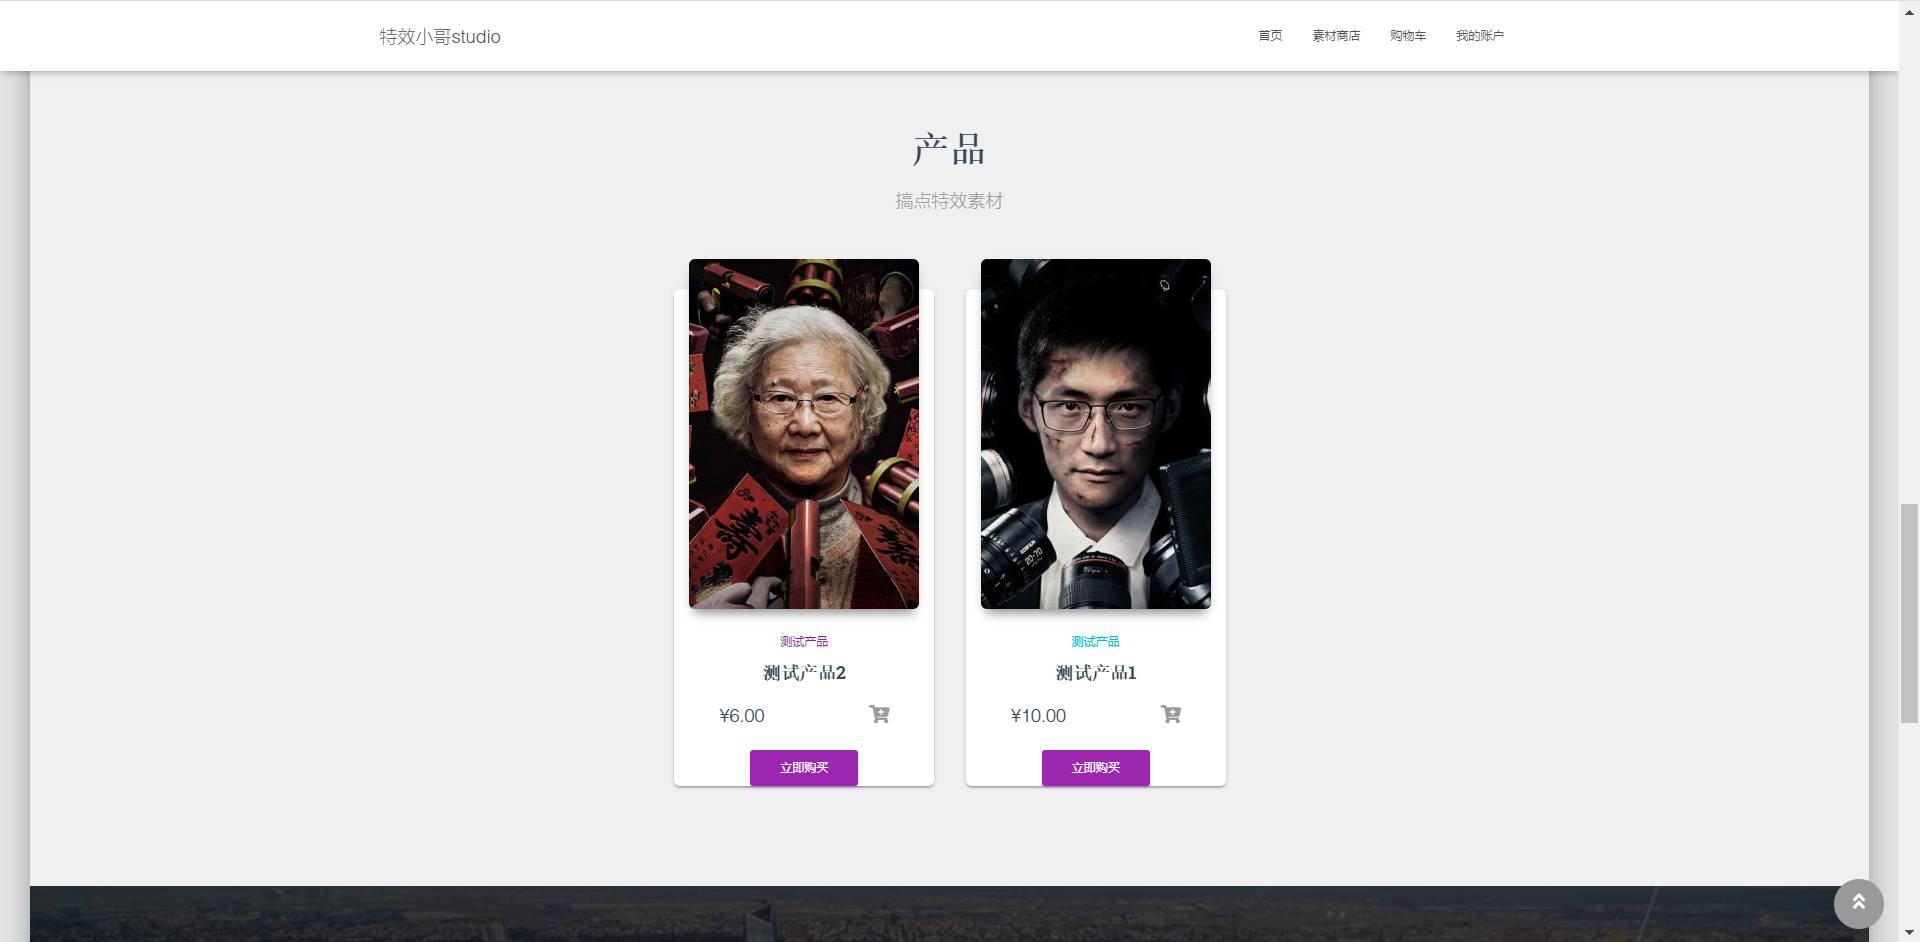 特效小哥studio
首页 素材商店 购物车 我的账户
产品
搞点特效素材
寿
20-70
测试产品
测试产品2
¥6.00
立即购买
测试产品
测试产品1
¥10.00
立即购买